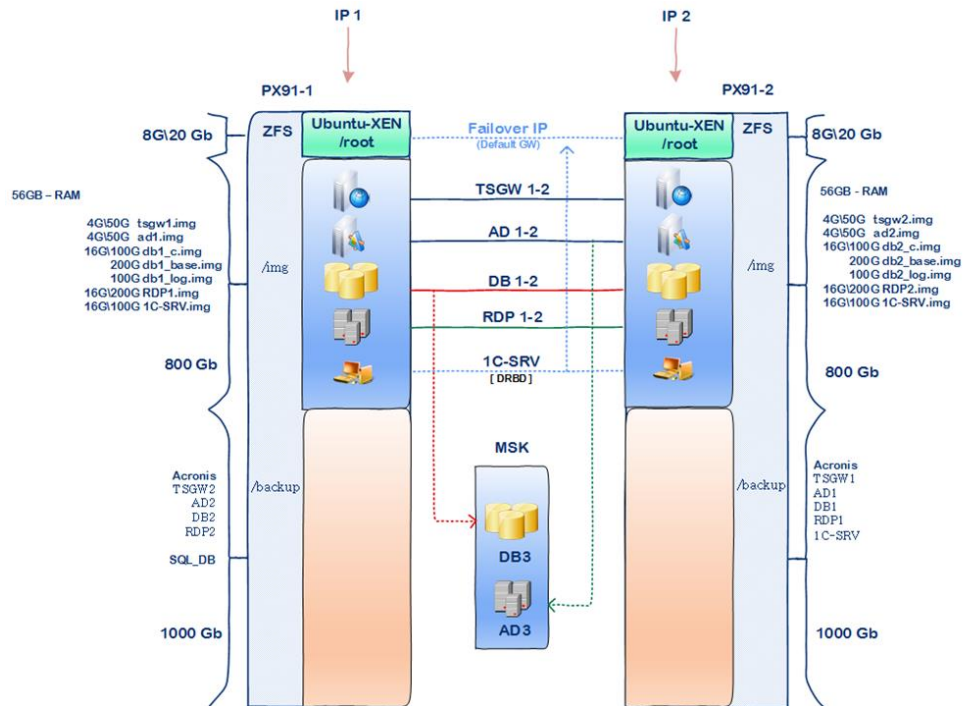 IP 1
IP 2
PX91-1
PX91-2
8G\20 Gb
ZFS
Ubuntu-XEN
/root
Failover IP
(Default GW)
Ubuntu-XEN
/root
ZFS
8G\20 Gb
56GB – RAM
4G\50G tsgw1.img
4G\50G ad1.img
16G\100G db1_c.img
200G db1_base.img
100G db1_log.img
16G\200G RDP1.img
16G\100G 1C-SRV.img
800 Gb
/img
TSGW 1-2
AD 1-2
DB 1-2
RDP 1-2
1C-SRV
[ DRBD ]
/img
56GB - RAM
4G\50G tsgw2.img
4G\50G ad2.img
16G\100G db2_c.img
200G db2_base.img
100G db2_log.img
16G\200G RDP2.img
16G\100G 1C-SRV.img
800 Gb
Acronis
TSGW2
AD2
DB2
RDP2
SQL_DB
1000 Gb
/backup
MSK
DB3
AD3
/backup
Acronis
TSGW1
AD1
DB1
RDP1
1C-SRV
1000 Gb